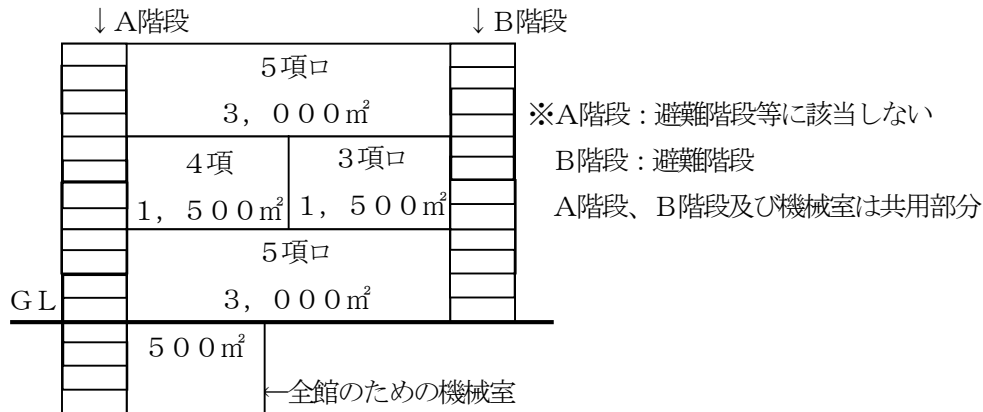 ↓A階段
↓B階段
5項ロ
3,000㎡
※A階段:避難階段等に該当しない
4項
3項ロ
B階段:避難階段
1,500㎡
1,500㎡
A階段、B階段及び機械室は共用部分
5項ロ
3,000㎡
GL
500㎡
←全館のための機械室